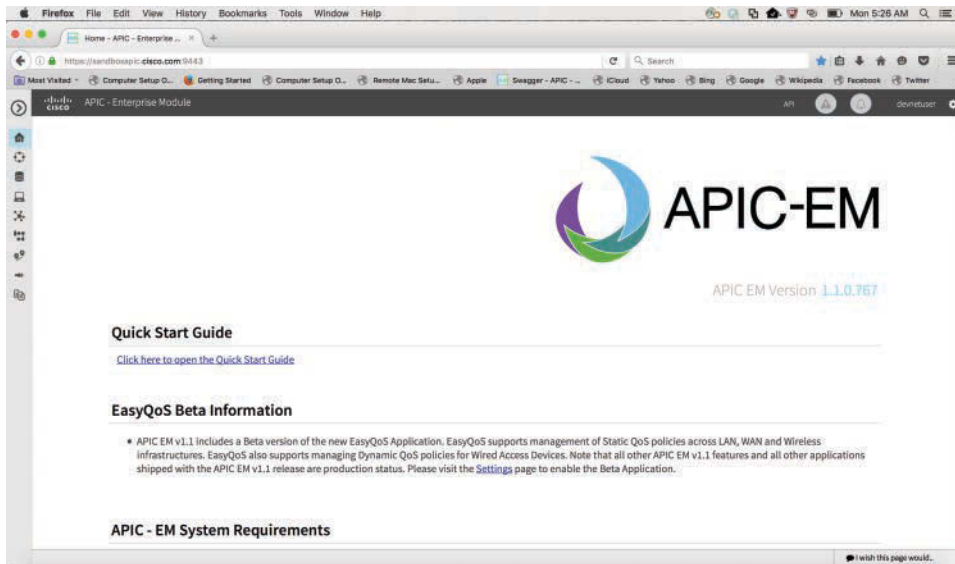 Firefox File Edit View History Bookmarks Tools Window Help Mon 5:26 AM
Home - APIC - Enterprise ...
https://sandboxapic.cisco.com:9443 Search
Most Visited Computer Setup O... Getting Started Computer Setup O... Remote Mac Setu... Apple Swagger - APIC - ... iCloud Yahoo Bing Google Wikipedia Facebook Twitter
CISCO APIC - Enterprise Module API devnetuser
APIC-EM
APIC EM Version 1.1.0.767
Quick Start Guide
Click here to open the Quick Start Guide
EasyQoS Beta Information
• APIC EM v1.1 includes a Beta version of the new EasyQoS Application. EasyQoS supports management of Static QoS policies across LAN, WAN and Wireless
infrastructures. EasyQoS also supports managing Dynamic QoS policies for Wired Access Devices. Note that all other APIC EM v1.1 features and all other applications
shipped with the APIC EM v1.1 release are production status. Please visit the Settings page to enable the Beta Application.
APIC - EM System Requirements
I wish this page would..